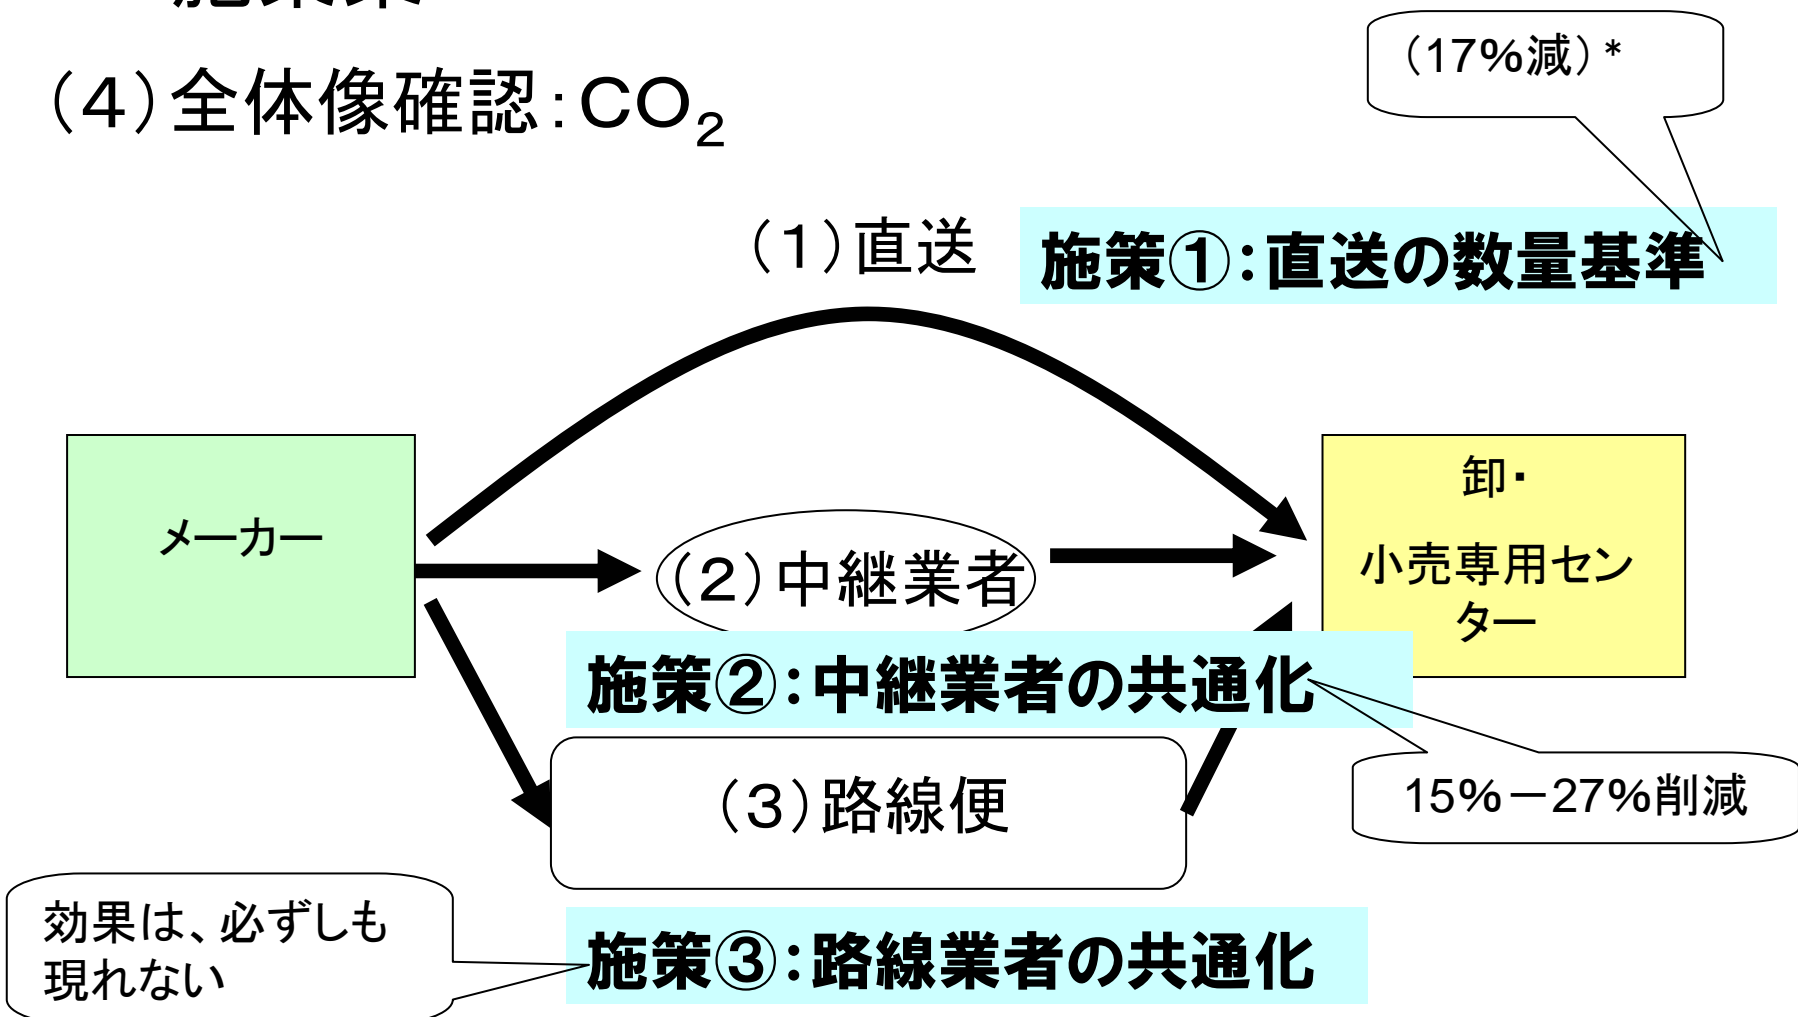 （4）全体像確認：CO₂
（17%減）*
（1）直送
施策①：直送の数量基準
メーカー
卸・
小売専用セン
ター
（2）中継業者
施策②：中継業者の共通化
（3）路線便
15%－27%削減
効果は、必ずしも
現れない
施策③：路線業者の共通化